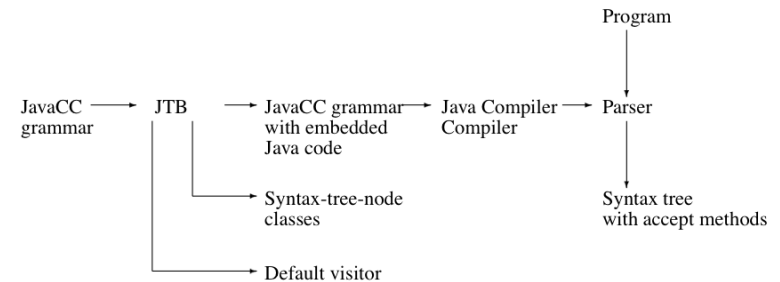 Program
JavaCC
grammar
JTB
JavaCC grammar
with embedded
Java code
Java Compiler
Compiler
Parser
Syntax-tree-node
classes
Syntax tree
with accept methods
Default visitor